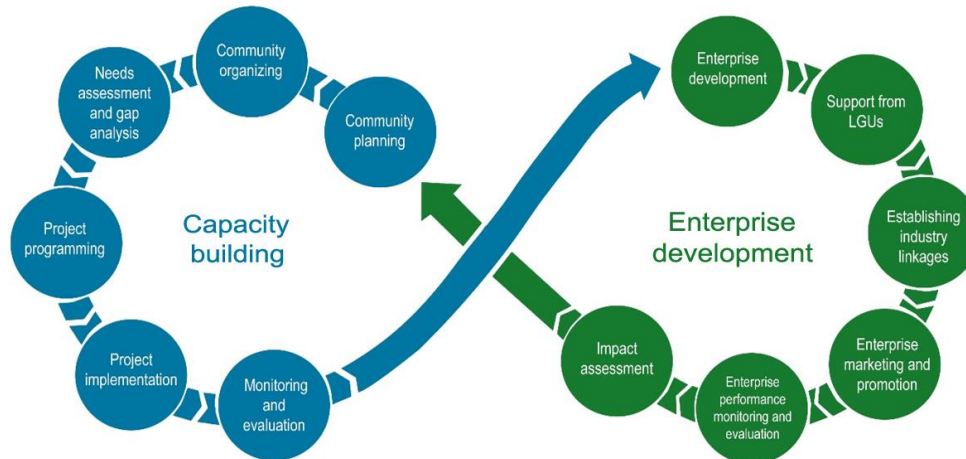 Community
planning
Community
organizing
Needs
assessment
and gap
analysis
Project
programming
Project
implementation
Monitoring
and
evaluation
Capacity
building
Enterprise
development
Support from
LGUs
Establishing
industry
linkages
Enterprise
marketing and
promotion
Enterprise
performance
monitoring and
evaluation
Impact
assessment
Enterprise
development